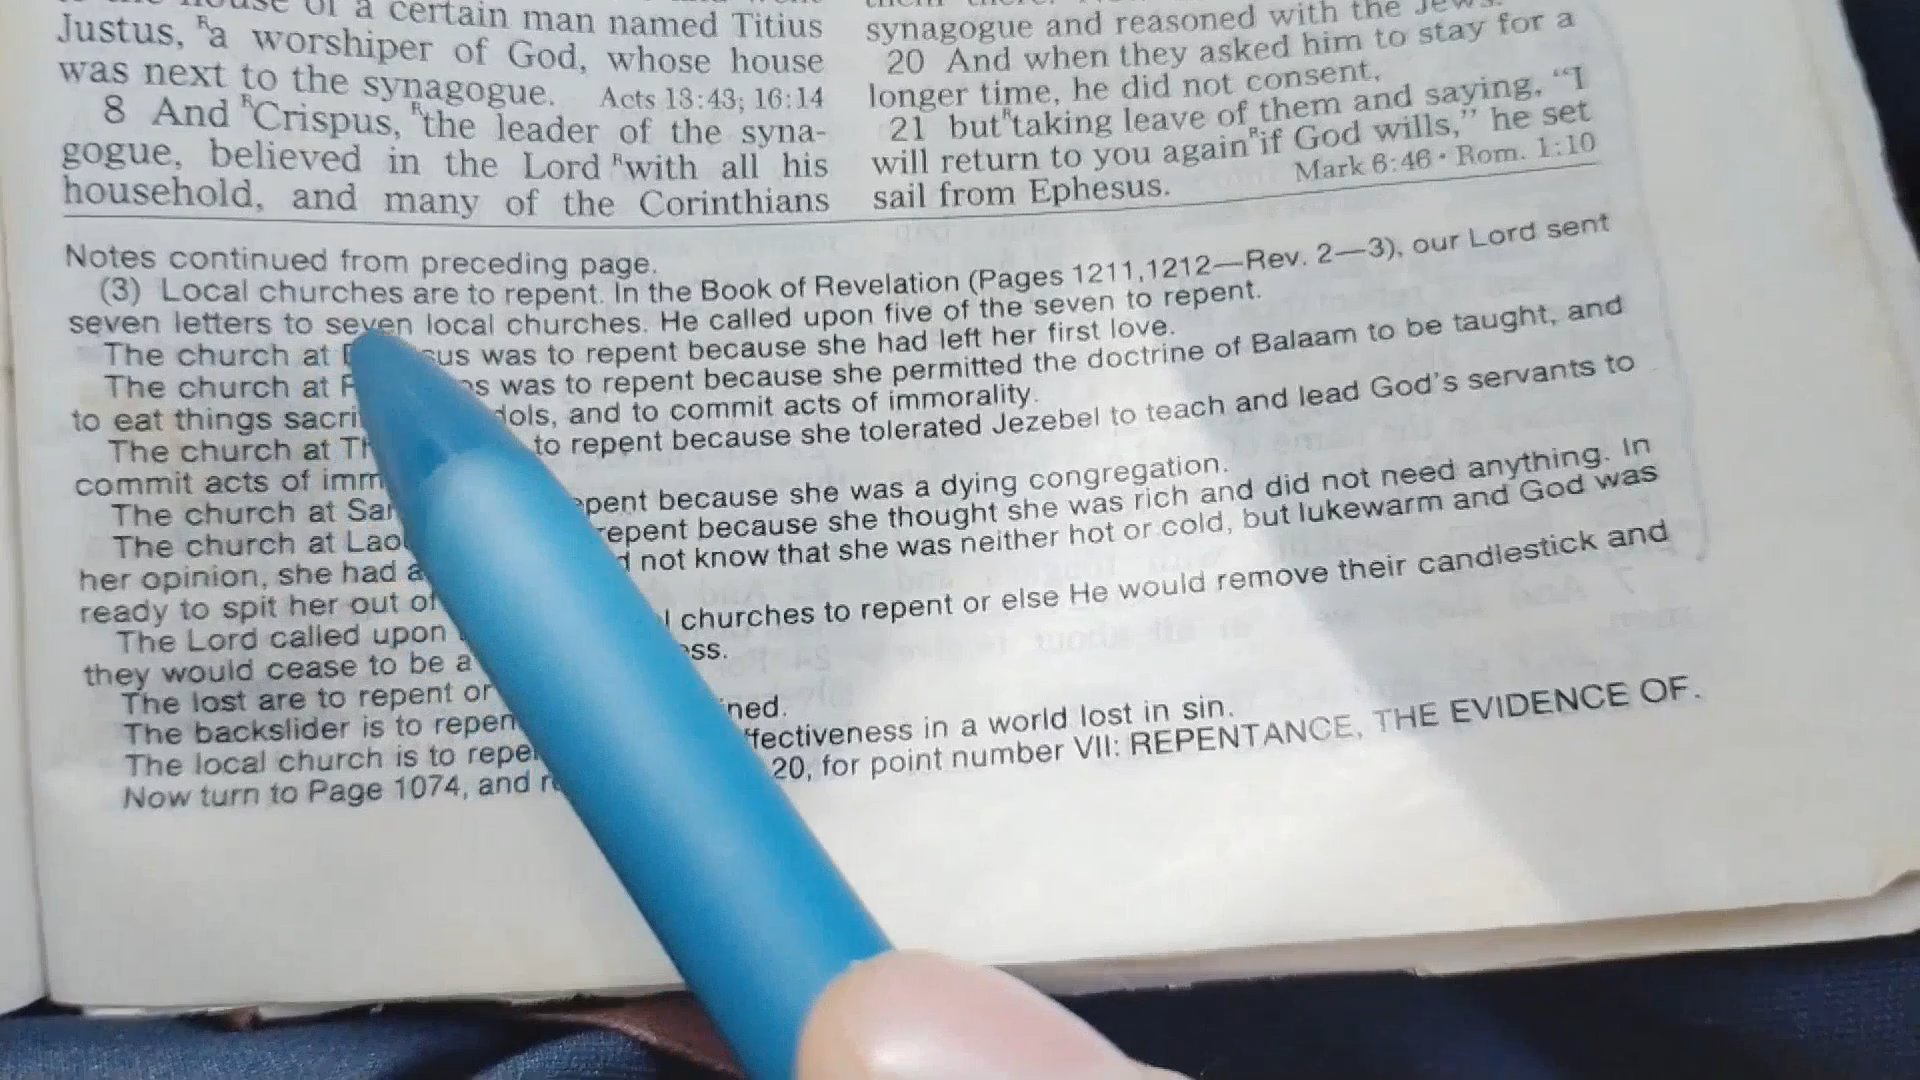 the house of a certain man named Titius
Justus, ᴿa worshiper of God, whose house
was next to the synagogue. Acts 13:43; 16:14
8 And ᴿCrispus, ᴿthe leader of the syna-
gogue, believed in the Lord ᴿwith all his
household, and many of the Corinthians
synagogue and reasoned with the Jews.
20 And when they asked him to stay for a
longer time, he did not consent,
21 but ᴿtaking leave of them and saying, "I
will return to you again ᴿif God wills," he set
sail from Ephesus. Mark 6:46 · Rom. 1:10
Notes continued from preceding page.
(3) Local churches are to repent. In the Book of Revelation (Pages 1211,1212—Rev. 2—3), our Lord sent
seven letters to seven local churches. He called upon five of the seven to repent.
The church at was to repent because she had left her first love.
The church at was to repent because she permitted the doctrine of Balaam to be taught, and
to eat things and to commit acts of immorality.
The church at to repent because she tolerated Jezebel to teach and lead God's servants to
commit acts of
The church at because she was a dying congregation.
The church at because she thought she was rich and did not need anything. In
her opinion, she had not know that she was neither hot or cold, but lukewarm and God was
ready to spit her out of
The Lord called upon churches to repent or else He would remove their candlestick and
they would cease to be a
The lost are to repent or
The backslider is to
The local church is to in a world lost in sin.
Now turn to Page 1074, and 20, for point number VII: REPENTANCE, THE EVIDENCE OF.